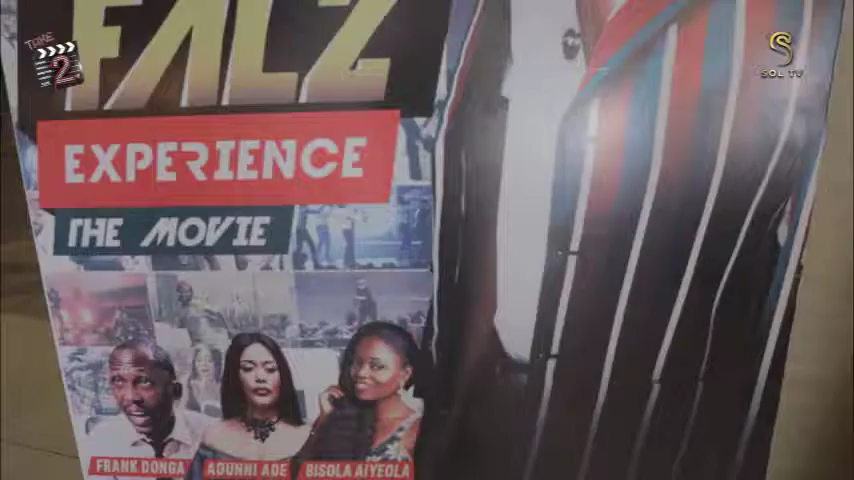 TAKE
2
SOL TV
FALZ
EXPERIENCE
THE MOVIE
FRANK DONGA
ADUNNI ADE
BISOLA AIYEOLA